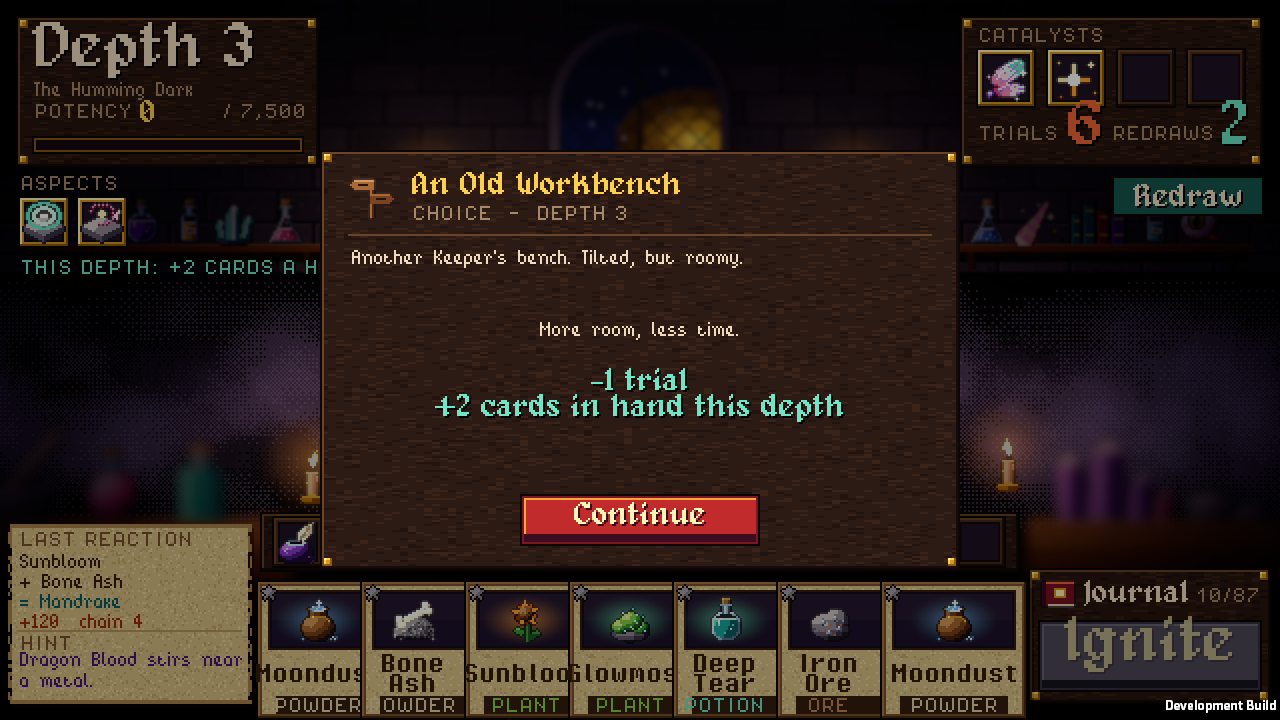 Depth 3
The Humming Dark
POTENCY 0 / 7,500
ASPECTS
THIS DEPTH: +2 CARDS A H
CATALYSTS
TRIALS 6 REDRAWS 2
Redraw
An Old Workbench
CHOICE - DEPTH 3
Another Keeper's bench. Tilted, but roomy.
More room, less time.
-1 trial
+2 cards in hand this depth
Continue
LAST REACTION
Sunbloom
+ Bone Ash
= Mandrake
+120 chain 4
HINT
Dragon Blood stirs near
a metal.
Moondus
POWDER
Bone
Ash
OWDER
Sunbloo
PLANT
Glowmos
PLANT
Deep
Tear
POTION
Iron
Ore
ORE
Moondust
POWDER
Journal 10/87
Ignite
Development Build